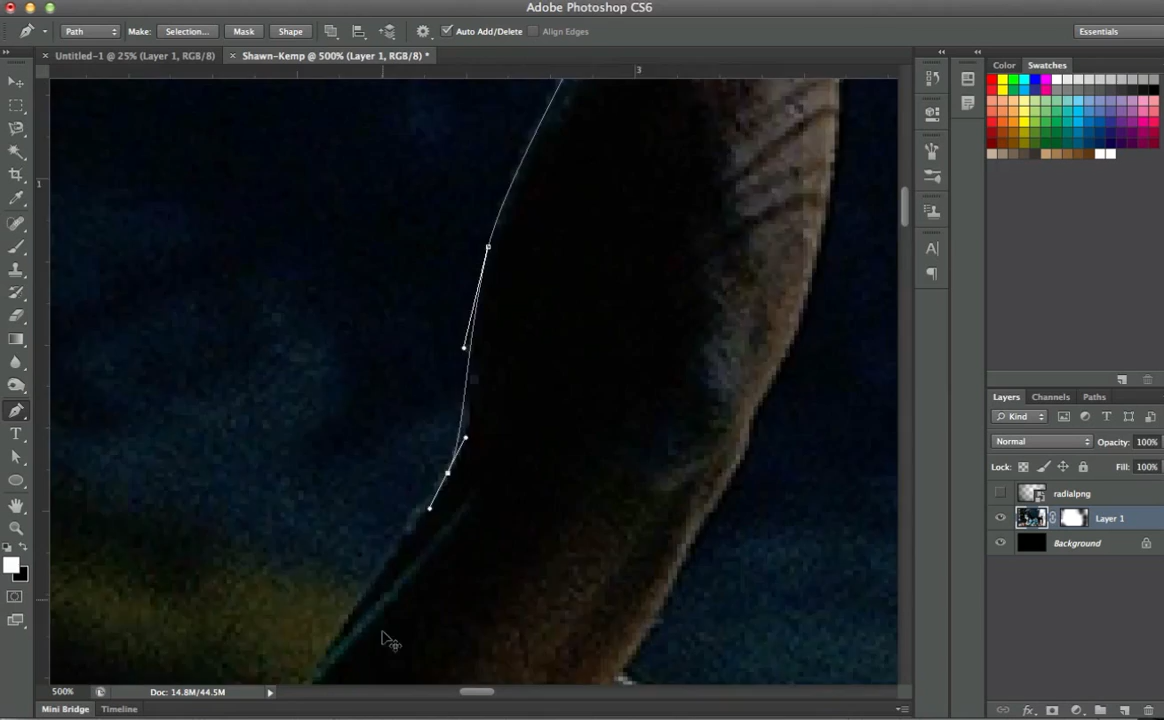 Adobe Photoshop CS6
Path Make: Selection... Mask Shape Auto Add/Delete Align Edges Essentials
× Untitled-1 @ 25% (Layer 1, RGB/8) × Shawn-Kemp @ 500% (Layer 1, RGB/8) *
3
1
Color Swatches
Layers Channels Paths
Kind
Normal Opacity: 100%
Lock: Fill: 100%
radialpng
Layer 1
Background
500% Doc: 14.8M/44.5M
Mini Bridge Timeline